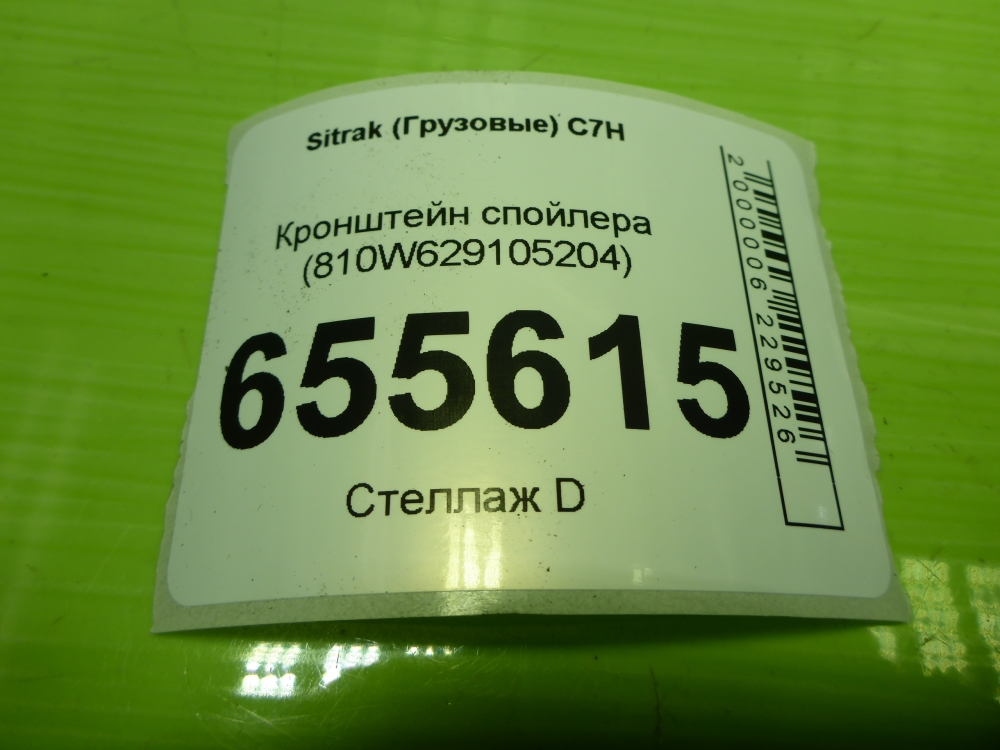 Sitrak (Грузовые) C7H
Кронштейн спойлера
(810W629105204)
655615
Стеллаж D
2000006229526